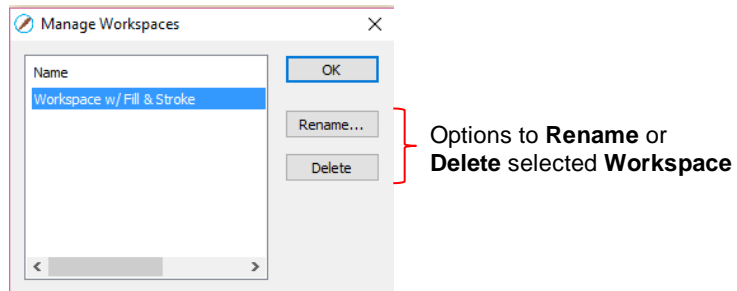 Manage Workspaces
Name
OK
Workspace w/ Fill & Stroke
Rename...
Options to Rename or
Delete selected Workspace
Delete